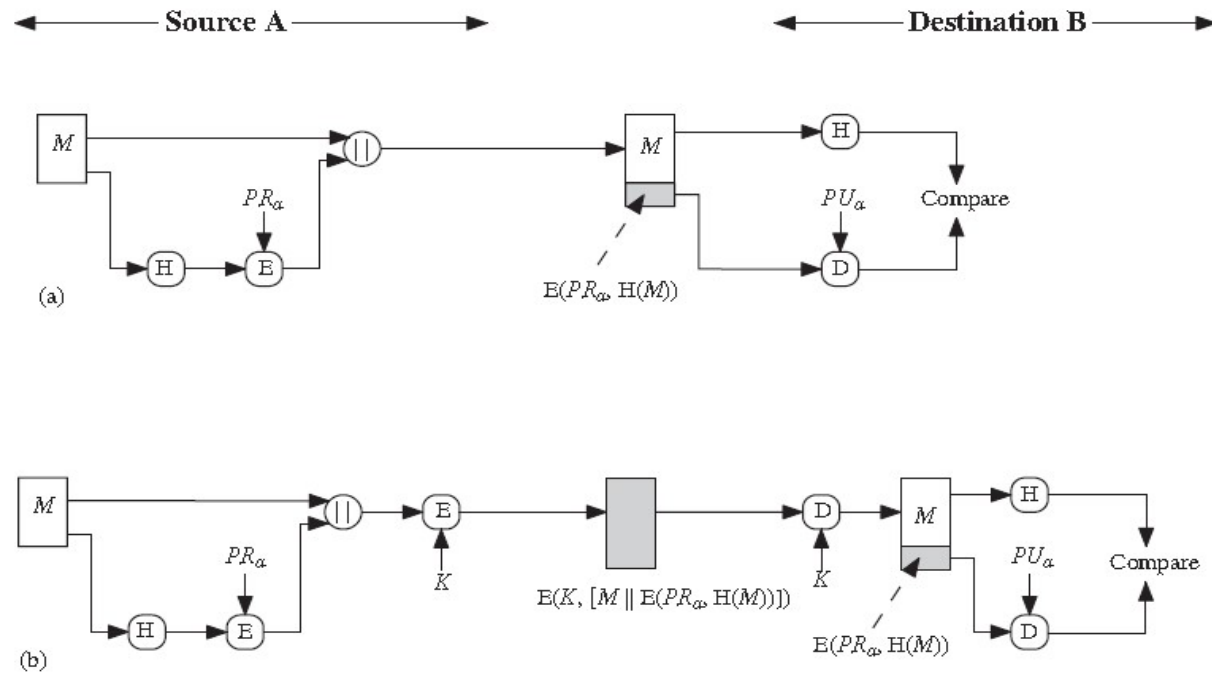 Source A
Destination B
M
||
M
H
PRₐ
PUₐ
Compare
H
E
D
E(PRₐ, H(M))
(a)
M
||
E
D
M
H
K
K
PRₐ
PUₐ
Compare
E(K, [M || E(PRₐ, H(M))])
H
E
D
E(PRₐ, H(M))
(b)